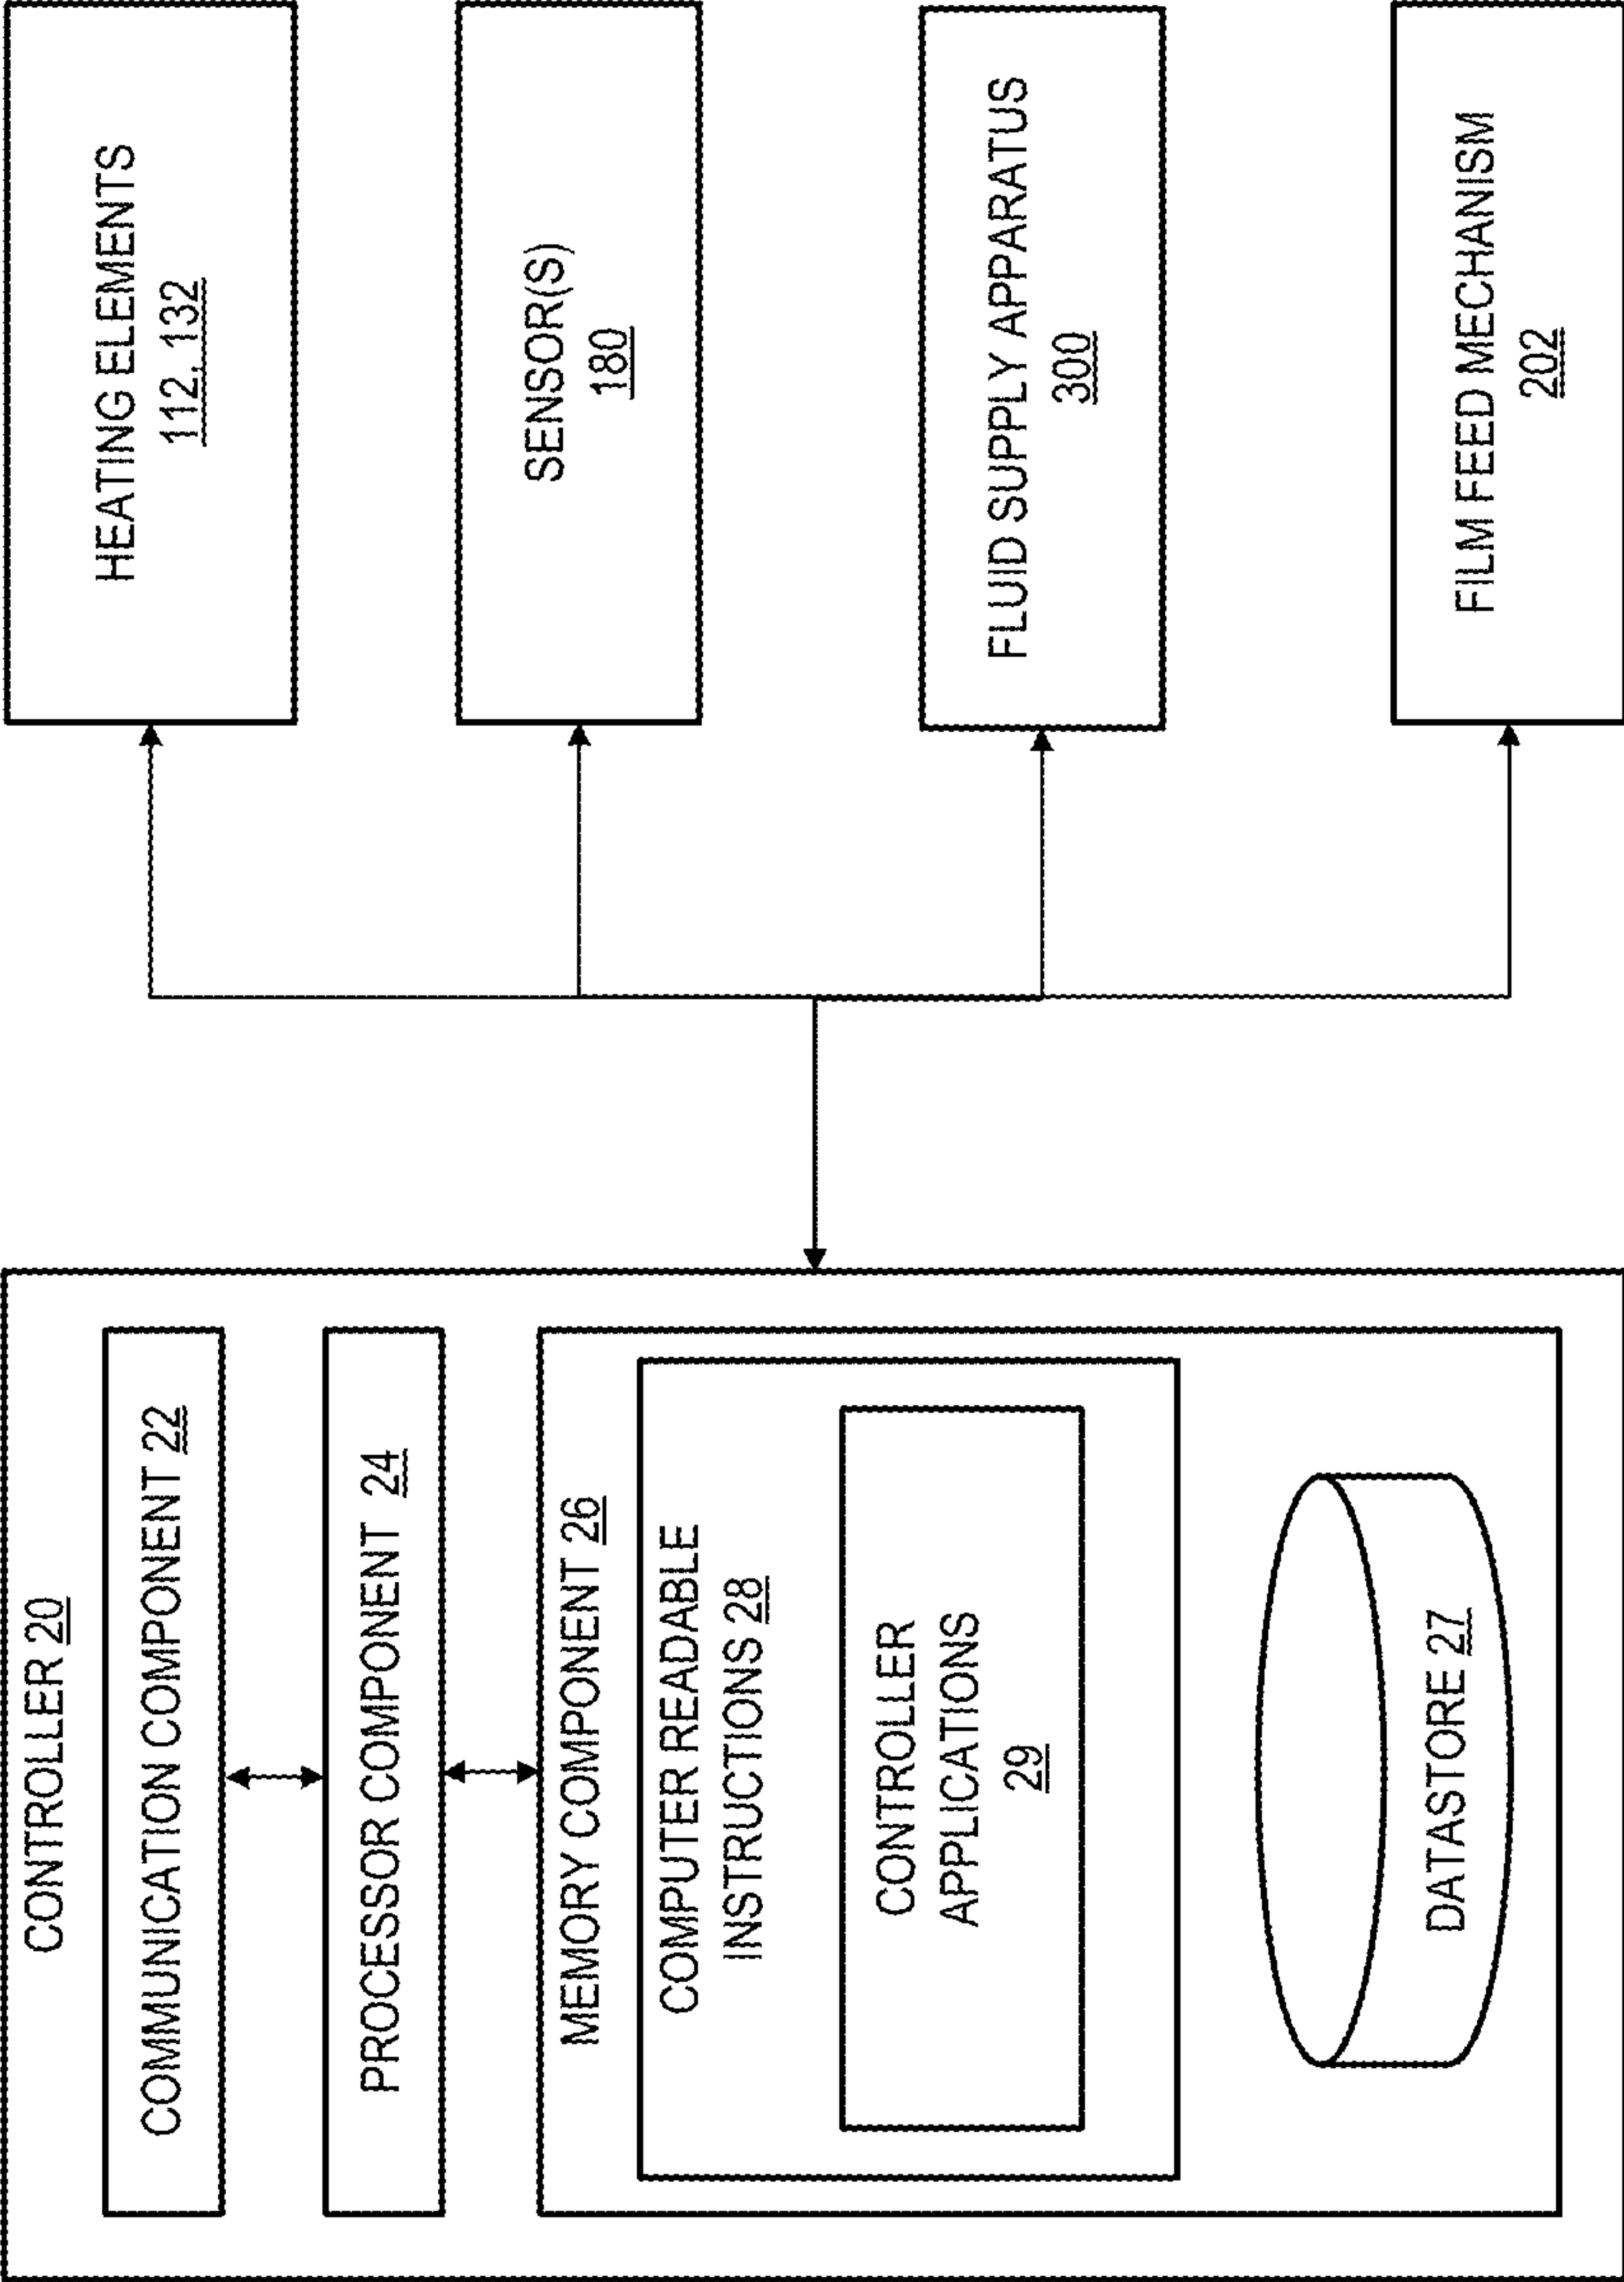 CONTROLLER 20
COMMUNICATION COMPONENT 22
PROCESSOR COMPONENT 24
MEMORY COMPONENT 26
COMPUTER READABLE
INSTRUCTIONS 28
CONTROLLER
APPLICATIONS
29
DATASTORE 27
HEATING ELEMENTS
112, 132
SENSOR(S)
180
FLUID SUPPLY APPARATUS
300
FILM FEED MECHANISM
202